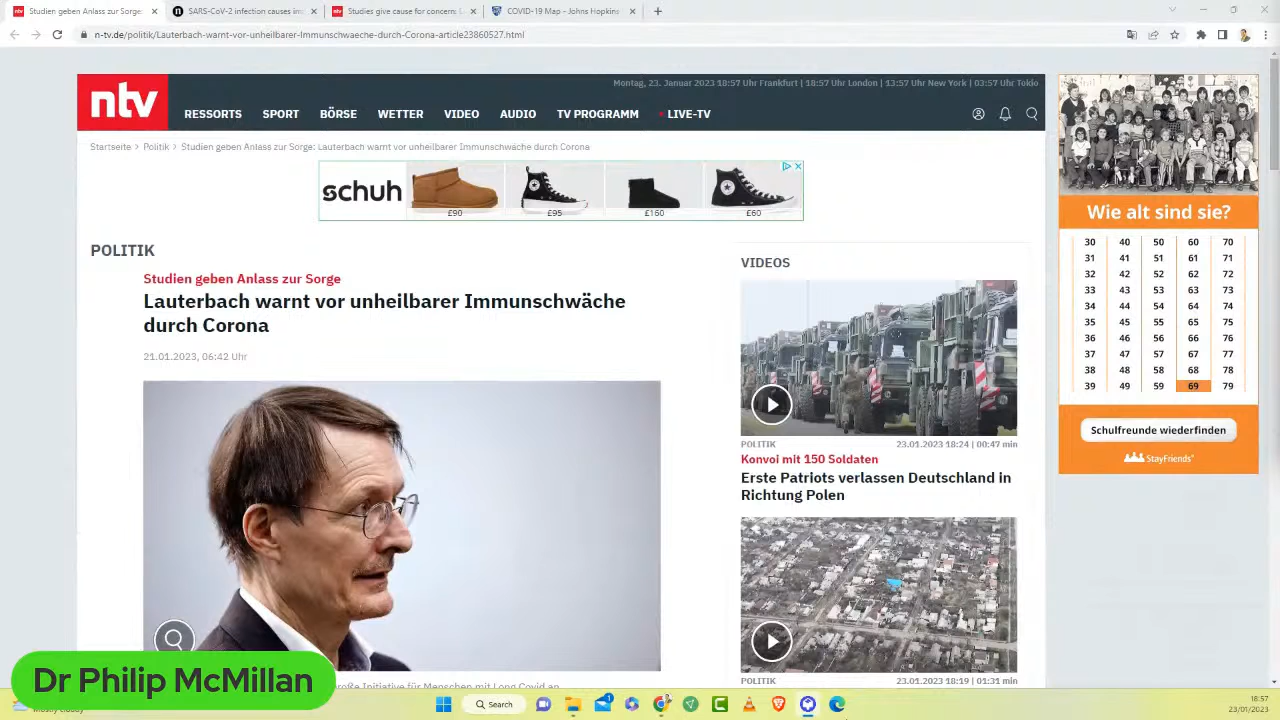 Studien geben Anlass zur Sorge:
SARS-CoV-2 infection causes im
Studies give cause for concern: L
COVID-19 Map - Johns Hopkins
n-tv.de/politik/Lauterbach-warnt-vor-unheilbarer-Immunschwaeche-durch-Corona-article23860527.html
Montag, 23. Januar 2023 18:57 Uhr Frankfurt | 18:57 Uhr London | 13:57 Uhr New York | 03:57 Uhr Tokio
ntv
RESSORTS SPORT BÖRSE WETTER VIDEO AUDIO TV PROGRAMM LIVE-TV
Startseite > Politik > Studien geben Anlass zur Sorge: Lauterbach warnt vor unheilbarer Immunschwäche durch Corona
schuh
£90 £95 £160 £60
POLITIK
Studien geben Anlass zur Sorge
Lauterbach warnt vor unheilbarer Immunschwäche
durch Corona
21.01.2023, 06:42 Uhr
VIDEOS
POLITIK 23.01.2023 18:24 | 00:47 min
Konvoi mit 150 Soldaten
Erste Patriots verlassen Deutschland in
Richtung Polen
POLITIK 23.01.2023 18:19 | 01:31 min
Wie alt sind sie?
30 40 50 60 70
31 41 51 61 71
32 42 52 62 72
33 43 53 63 73
34 44 54 64 74
35 45 55 65 75
36 46 56 66 76
37 47 57 67 77
38 48 58 68 78
39 49 59 69 79
Schulfreunde wiederfinden
StayFriends
Initiative für Menschen mit Long Covid an
Dr Philip McMillan
Mostly cloudy
Search
18:57
23/01/2023